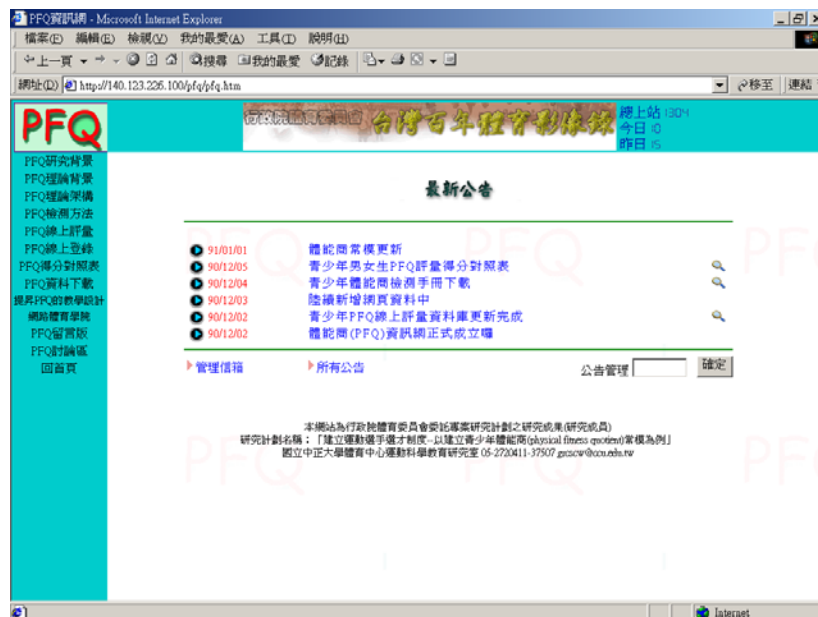 PFQ資訊網 - Microsoft Internet Explorer
檔案(F) 編輯(E) 檢視(V) 我的最愛(A) 工具(T) 說明(H)
上一頁 搜尋 我的最愛 記錄
網址(D) http://140.123.226.100/pfq/pfq.htm 移至 連結
PFQ
台灣百年體育影像錄
總上站 1304
今日 10
昨日 15
PFQ研究背景
PFQ理論背景
PFQ理論架構
PFQ檢測方法
PFQ線上評量
PFQ線上登錄
PFQ得分對照表
PFQ資料下載
提昇PFQ的教學設計
網路體育學院
PFQ留言版
PFQ討論區
回首頁
最新公告
91/01/01 體能商常模更新
90/12/05 青少年男女生PFQ評量得分對照表
90/12/04 青少年體能商檢測手冊下載
90/12/03 陸續新增網頁資料中
90/12/02 青少年PFQ線上評量資料庫更新完成
90/12/02 體能商(PFQ)資訊網正式成立囉
管理信箱 所有公告 公告管理 確定
本網站為行政院體育委員會委託專案研究計劃之研究成果(研究成員)
研究計劃名稱：「建立運動選手選才制度--以建立青少年體能商(physical fitness quotient)常模為例」
國立中正大學體育中心運動科學教育研究室 05-2720411-37507
Internet